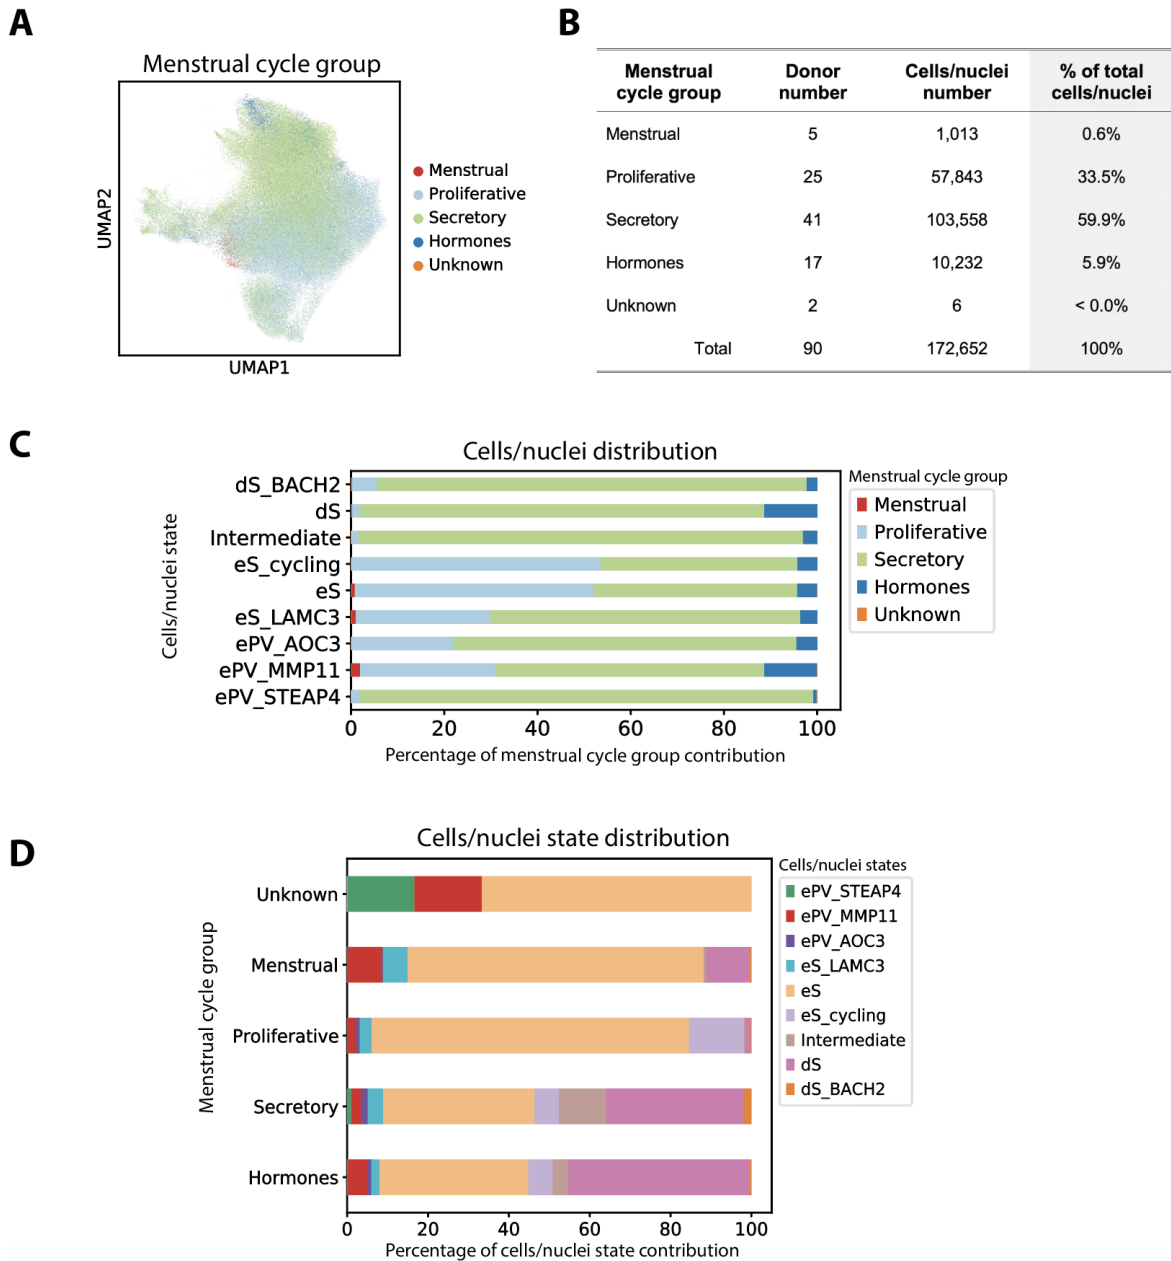 A
Menstrual cycle group
UMAP2
UMAP1
Menstrual
Proliferative
Secretory
Hormones
Unknown
B
Menstrual cycle group Donor number Cells/nuclei number % of total cells/nuclei
Menstrual 5 1,013 0.6%
Proliferative 25 57,843 33.5%
Secretory 41 103,558 59.9%
Hormones 17 10,232 5.9%
Unknown 2 6 < 0.0%
Total 90 172,652 100%
C
Cells/nuclei distribution
Cells/nuclei state
dS_BACH2
dS
Intermediate
eS_cycling
eS
eS_LAMC3
ePV_AOC3
ePV_MMP11
ePV_STEAP4
0 20 40 60 80 100
Percentage of menstrual cycle group contribution
Menstrual cycle group
Menstrual
Proliferative
Secretory
Hormones
Unknown
D
Cells/nuclei state distribution
Menstrual cycle group
Unknown
Menstrual
Proliferative
Secretory
Hormones
0 20 40 60 80 100
Percentage of cells/nuclei state contribution
Cells/nuclei states
ePV_STEAP4
ePV_MMP11
ePV_AOC3
eS_LAMC3
eS
eS_cycling
Intermediate
dS
dS_BACH2